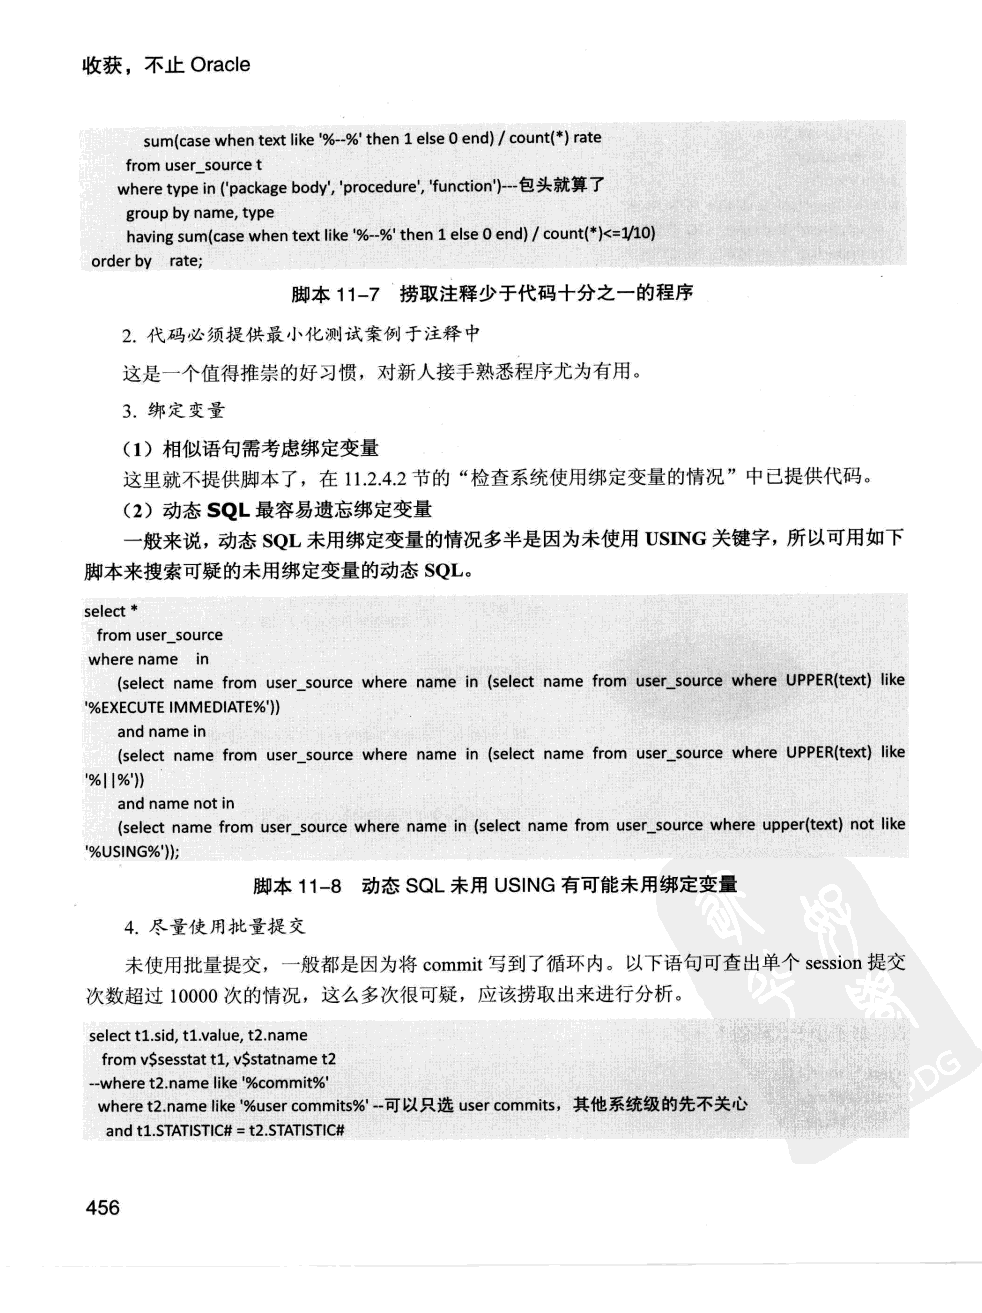 收获，不止 Oracle
sum(case when text like '%--%' then 1 else 0 end) / count(*) rate
from user_source t
where type in ('package body', 'procedure', 'function')---包头就算了
group by name, type
having sum(case when text like '%--%' then 1 else 0 end) / count(*)<=1/10)
order by rate;
脚本 11-7 捞取注释少于代码十分之一的程序
2. 代码必须提供最小化测试案例于注释中
这是一个值得推崇的好习惯，对新人接手熟悉程序尤为有用。
3. 绑定变量
（1）相似语句需考虑绑定变量
这里就不提供脚本了，在 11.2.4.2 节的“检查系统使用绑定变量的情况”中已提供代码。
（2）动态 SQL 最容易遗忘绑定变量
一般来说，动态 SQL 未用绑定变量的情况多半是因为未使用 USING 关键字，所以可用如下
脚本来搜索可疑的未用绑定变量的动态 SQL。
select *
from user_source
where name in
(select name from user_source where name in (select name from user_source where UPPER(text) like
'%EXECUTE IMMEDIATE%'))
and name in
(select name from user_source where name in (select name from user_source where UPPER(text) like
'%||%'))
and name not in
(select name from user_source where name in (select name from user_source where upper(text) not like
'%USING%'));
脚本 11-8 动态 SQL 未用 USING 有可能未用绑定变量
4. 尽量使用批量提交
未使用批量提交，一般都是因为将 commit 写到了循环内。以下语句可查出单个 session 提交
次数超过 10000 次的情况，这么多次很可疑，应该捞取出来进行分析。
select t1.sid, t1.value, t2.name
from v$sesstat t1, v$statname t2
--where t2.name like '%commit%'
where t2.name like '%user commits%' --可以只选 user commits，其他系统级的先不关心
and t1.STATISTIC# = t2.STATISTIC#
456